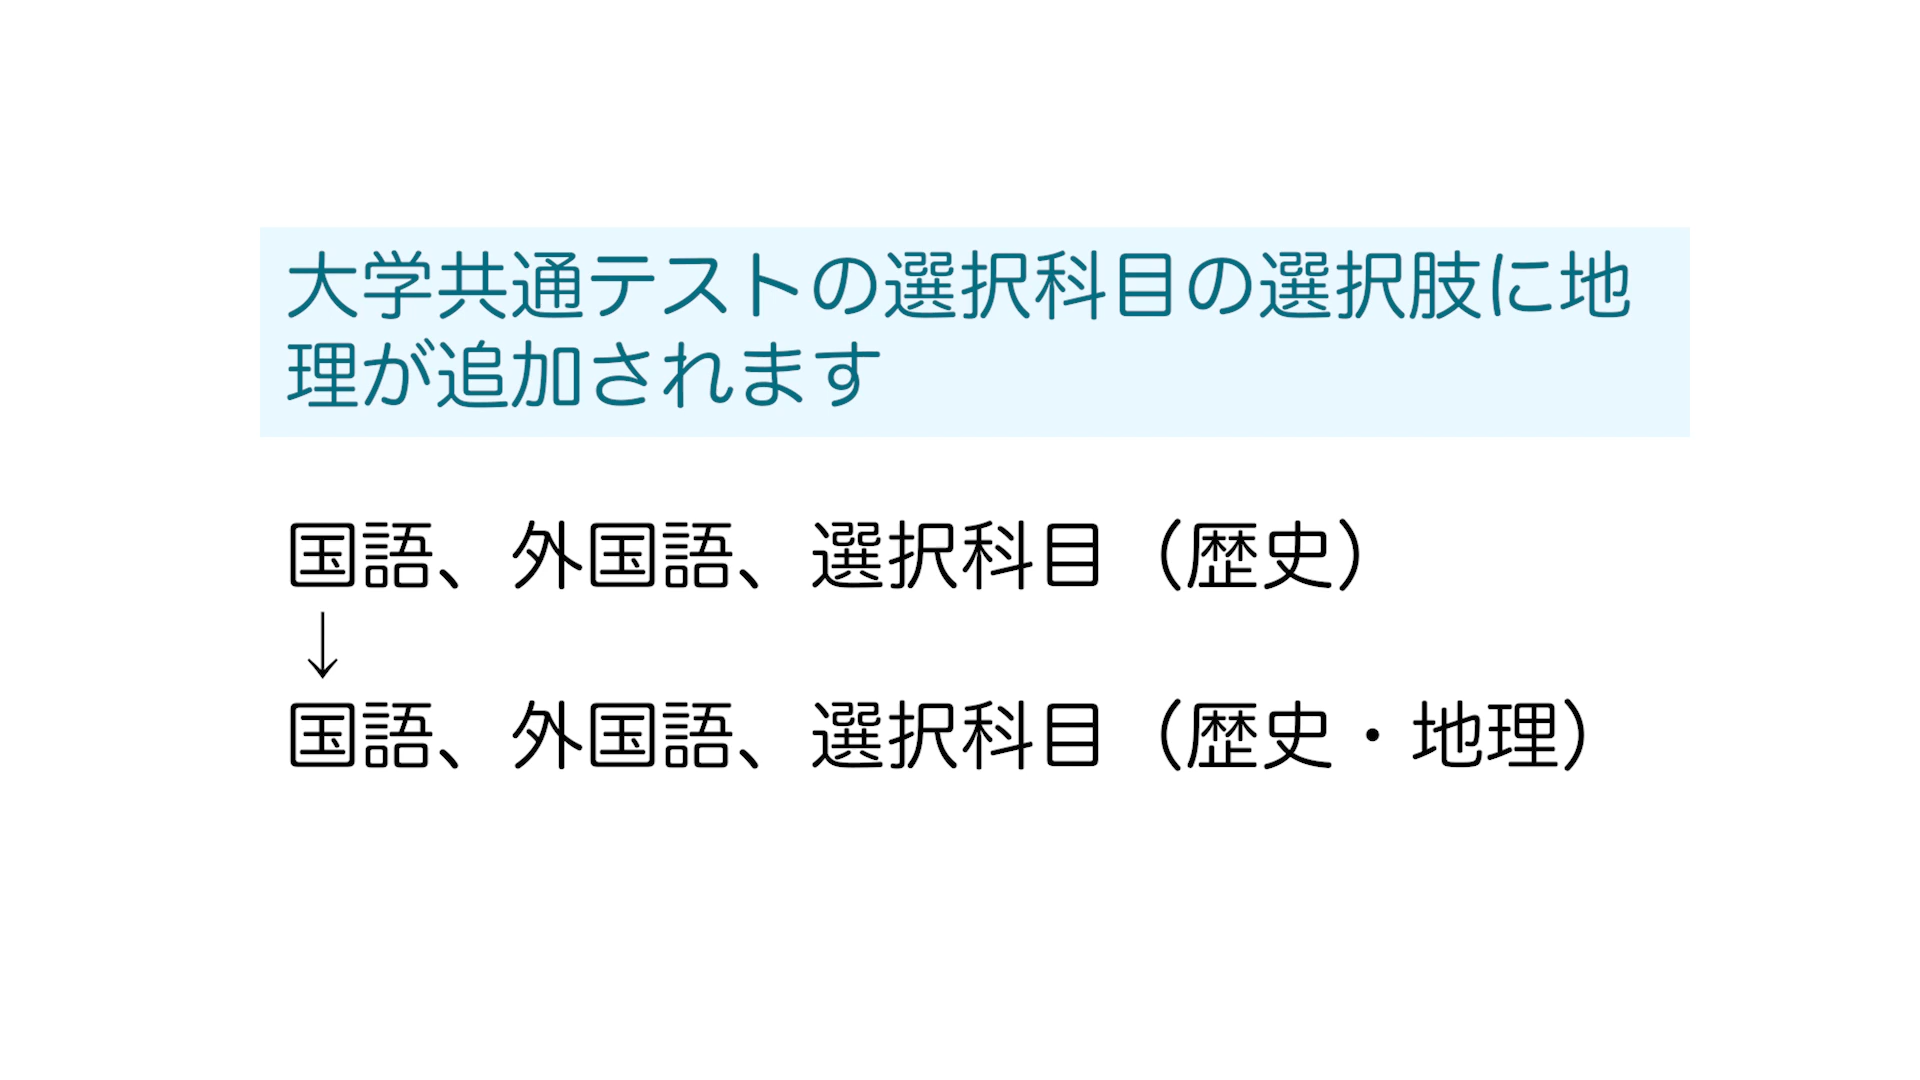 大学共通テストの選択科目の選択肢に地
理が追加されます
国語、外国語、選択科目（歴史）
↓
国語、外国語、選択科目（歴史・地理）